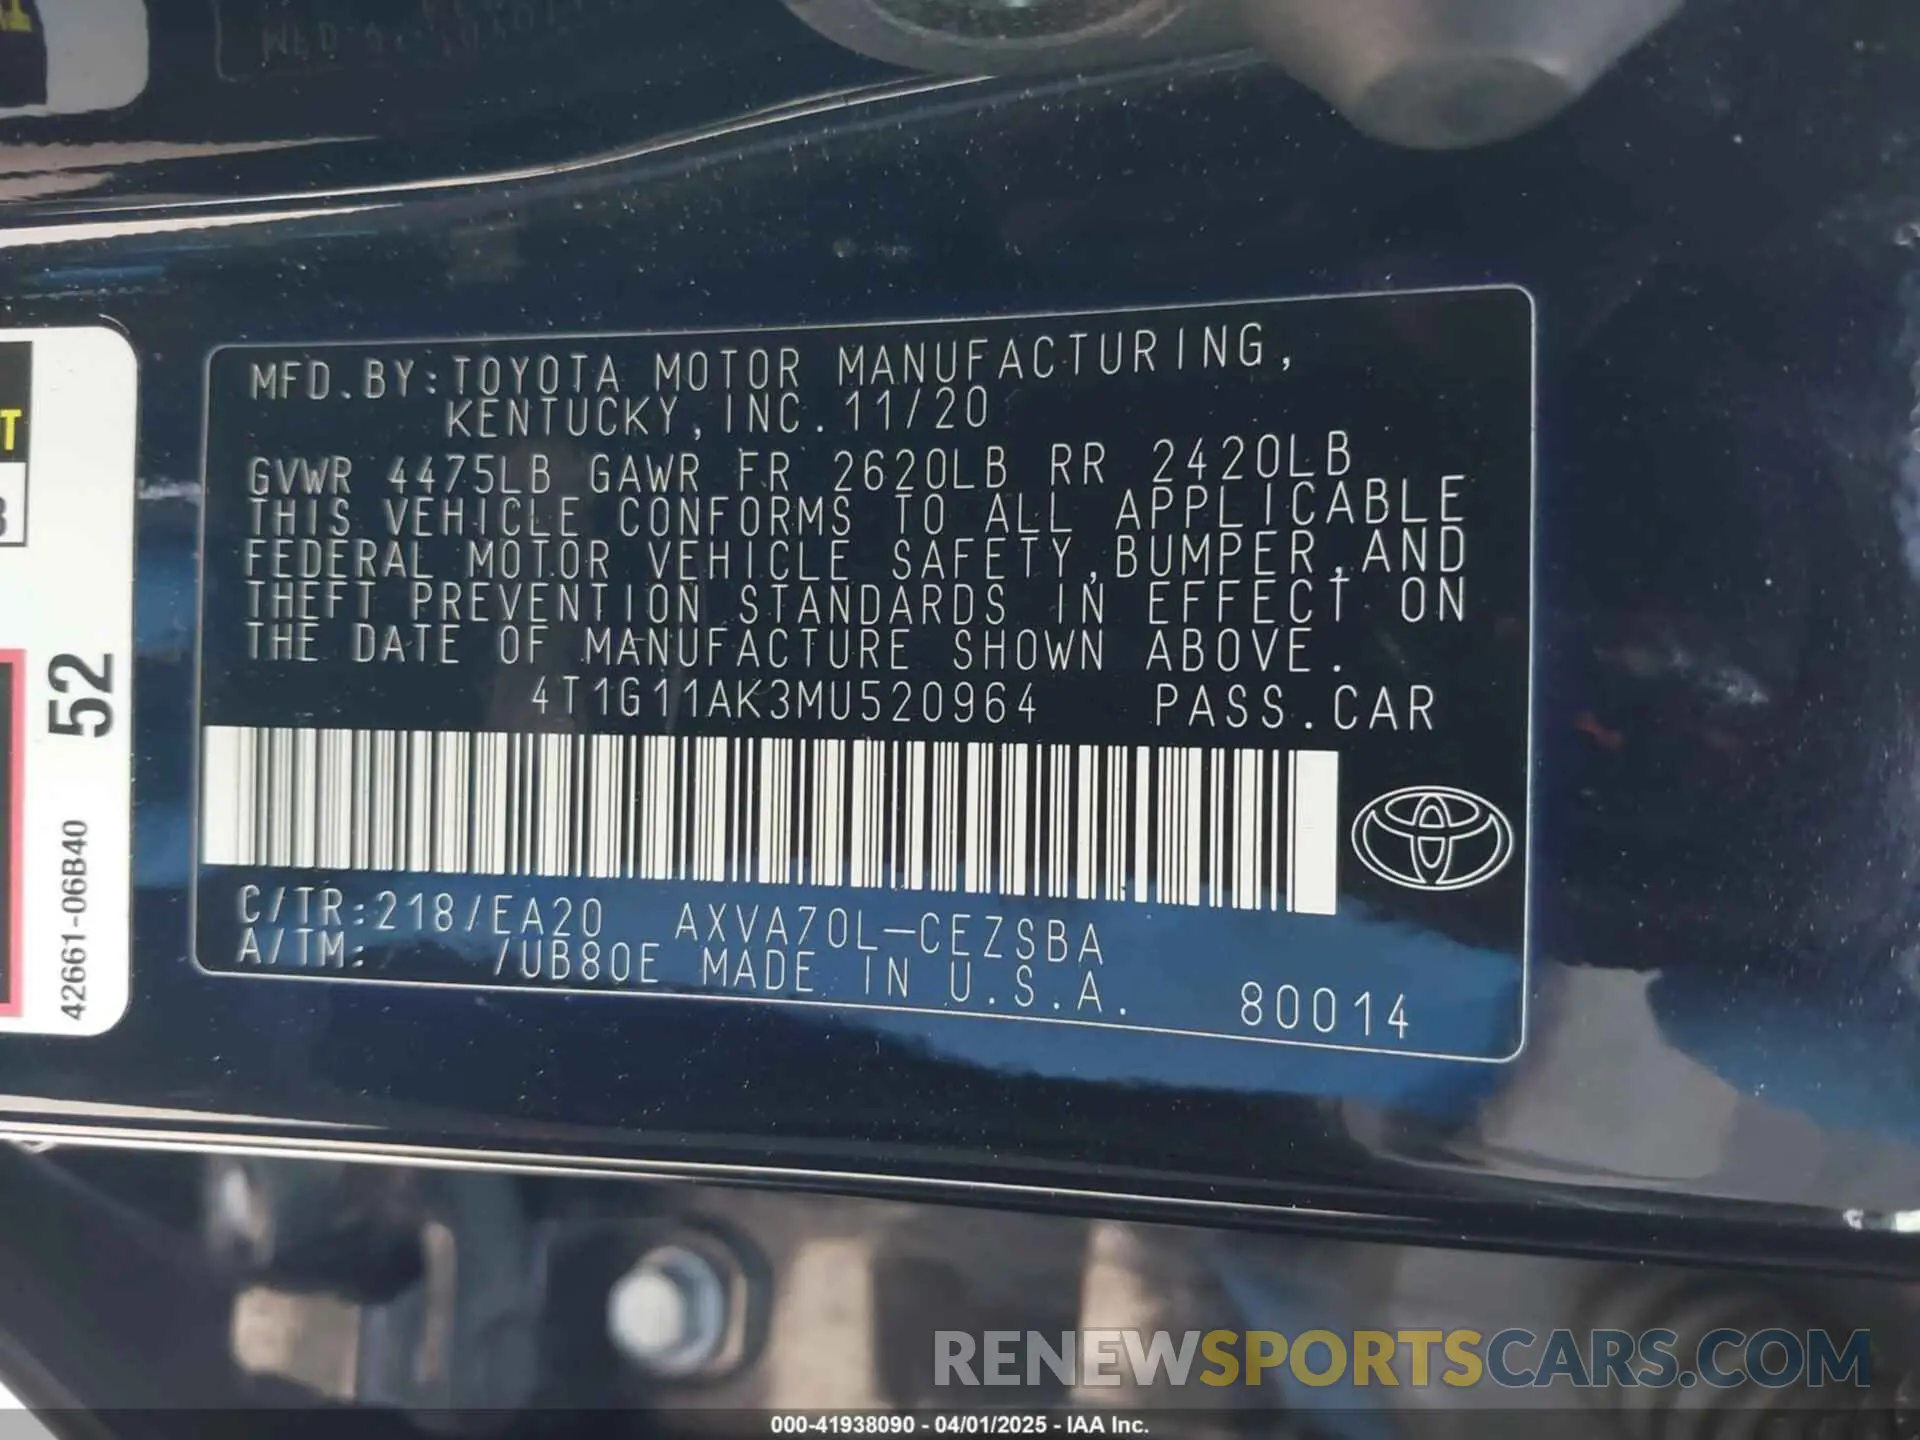 MFD.BY:TOYOTA MOTOR MANUFACTURING,
KENTUCKY,INC. 11/20
GVWR 4475LB GAWR FR 2620LB RR 2420LB
THIS VEHICLE CONFORMS TO ALL APPLICABLE
FEDERAL MOTOR VEHICLE SAFETY,BUMPER,AND
THEFT PREVENTION STANDARDS IN EFFECT ON
THE DATE OF MANUFACTURE SHOWN ABOVE.
4T1G11AK3MU520964 PASS.CAR
C/TR:218/EA20 AXVA70L-CEZSBA
A/TM: /UB80E MADE IN U.S.A. 80014
52
42661-06B40
RENEWSPORTSCARS.COM
000-41938090 - 04/01/2025 - IAA Inc.